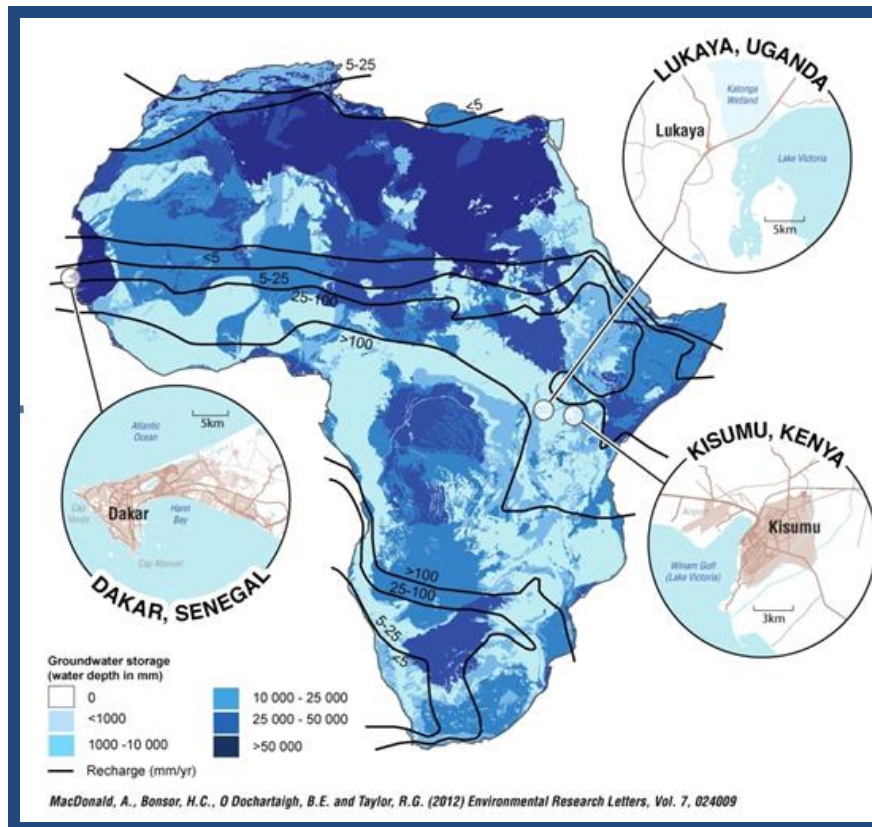 LUKAYA, UGANDA
Katonga
Wetland
Lukaya
Lake Victoria
5km
5-25
<5
<5
5-25
25-100
>100
5km
Atlantic
Ocean
Dakar
Hann
Bay
Cap Manuel
DAKAR, SENEGAL
KISUMU, KENYA
Airport
Kisumu
Winam Golf
(Lake Victoria)
3km
>100
25-100
5-25
<5
Groundwater storage
(water depth in mm)
0
<1000
1000 -10 000
10 000 - 25 000
25 000 - 50 000
>50 000
Recharge (mm/yr)
MacDonald, A., Bonsor, H.C., O Dochartaigh, B.E. and Taylor, R.G. (2012) Environmental Research Letters, Vol. 7, 024009